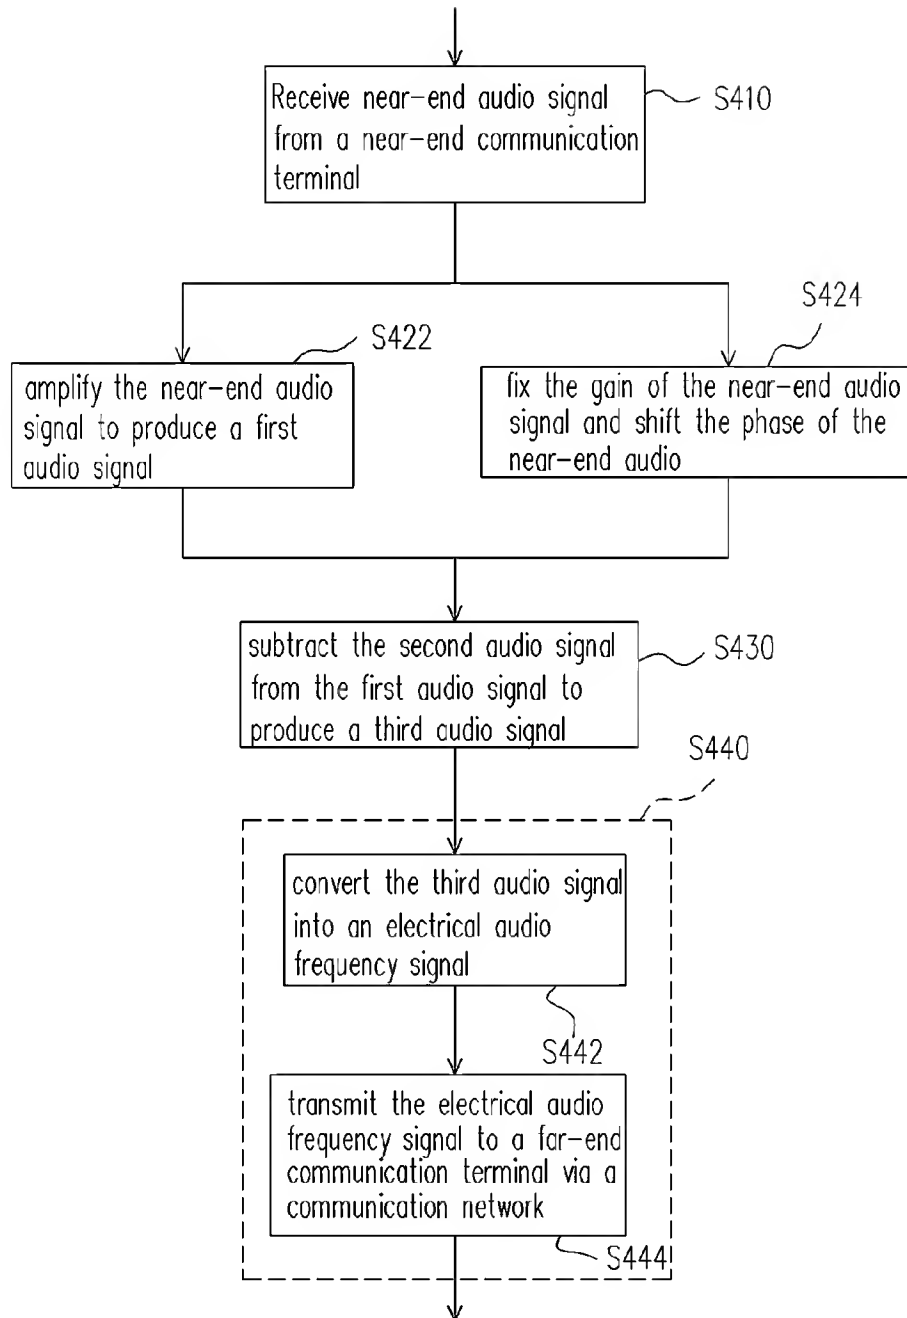 Receive near-end audio signal
from a near-end communication
terminal
S410
S424
S422
amplify the near-end audio
signal to produce a first
audio signal
fix the gain of the near-end audio
signal and shift the phase of the
near-end audio
subtract the second audio signal
from the first audio signal to
produce a third audio signal
S430
S440
convert the third audio signal
into an electrical audio
frequency signal
S442
transmit the electrical audio
frequency signal to a far-end
communication terminal via a
communication network
S444